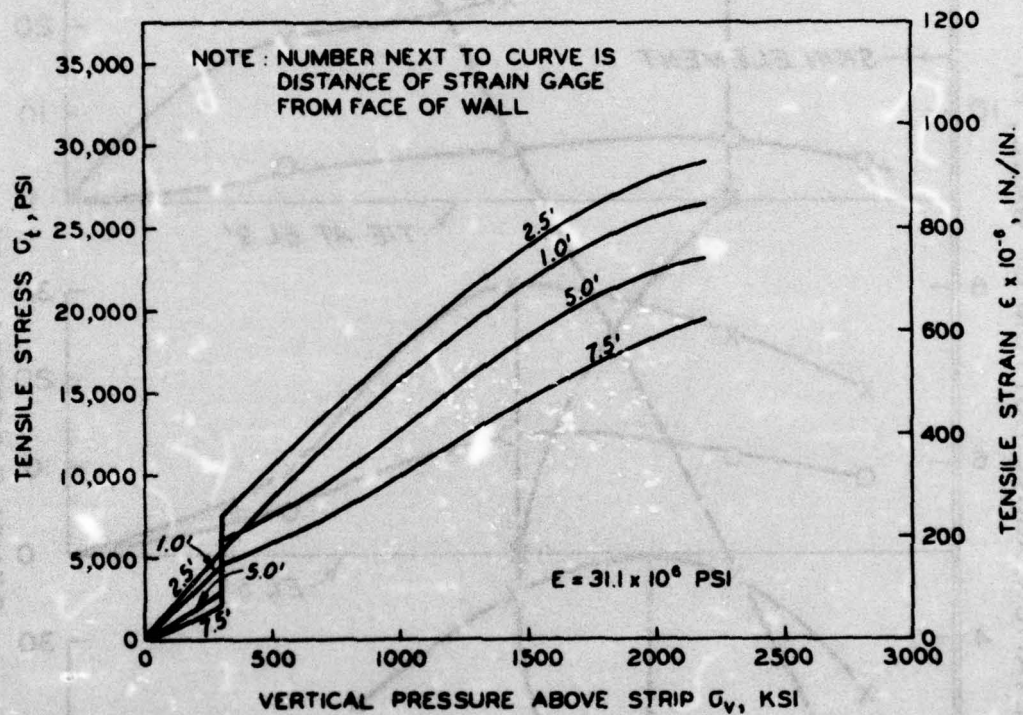 NOTE : NUMBER NEXT TO CURVE IS
DISTANCE OF STRAIN GAGE
FROM FACE OF WALL
TENSILE STRESS σt, PSI
35,000
30,000
25,000
20,000
15,000
10,000
5,000
0
1200
1000
800
600
400
200
0
TENSILE STRAIN ϵ x 10⁻⁶, IN./IN.
2.5'
1.0'
5.0'
7.5'
1.0'
2.5'
5.0'
7.5'
E = 31.1 x 10⁶ PSI
0 500 1000 1500 2000 2500 3000
VERTICAL PRESSURE ABOVE STRIP σv, KSI